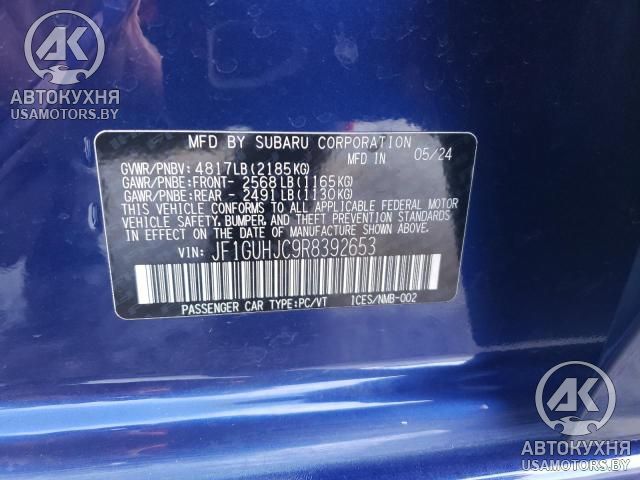 АВТОКУХНЯ
USAMOTORS.BY
MFD BY SUBARU CORPORATION
MFD IN 05/24
GVWR/PNBV: 4817LB(2185KG)
GAWR/PNBE:FRONT- 2568LB(1165KG)
GAWR/PNBE:REAR - 2491LB(1130KG)
THIS VEHICLE CONFORMS TO ALL APPLICABLE FEDERAL MOTOR
VEHICLE SAFETY, BUMPER, AND THEFT PREVENTION STANDARDS
IN EFFECT ON THE DATE OF MANUFACTURE SHOWN ABOVE.
VIN: JF1GUHJC9R8392653
PASSENGER CAR TYPE:PC/VT ICES/NMB-002
АК
АВТОКУХНЯ
USAMOTORS.BY